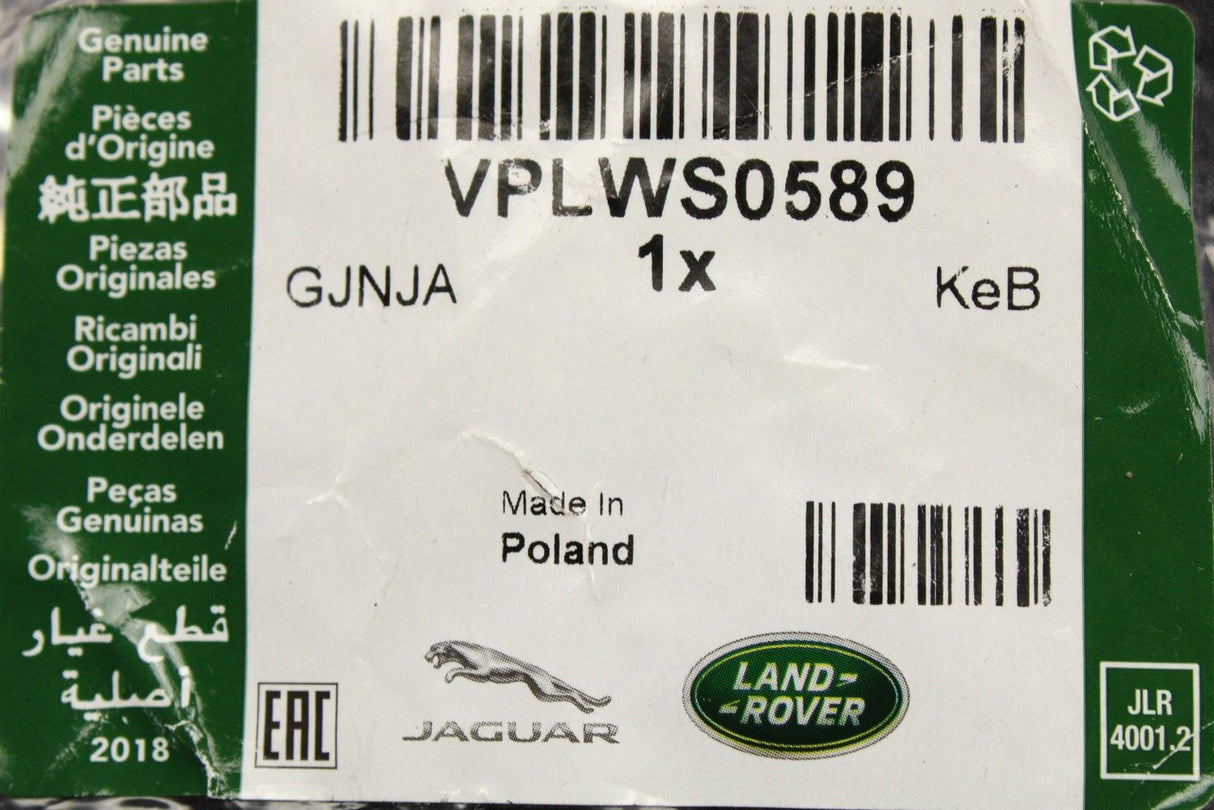 Genuine
Parts
Pièces
d'Origine
純正部品
Piezas
Originales
Ricambi
Originali
Originele
Onderdelen
Peças
Genuinas
Originalteile
قطع غيار
أصلية
2018
VPLWS0589
1x
GJNJA
KeB
Made In
Poland
EAC
JAGUAR
LAND-
-ROVER
JLR
4001.2